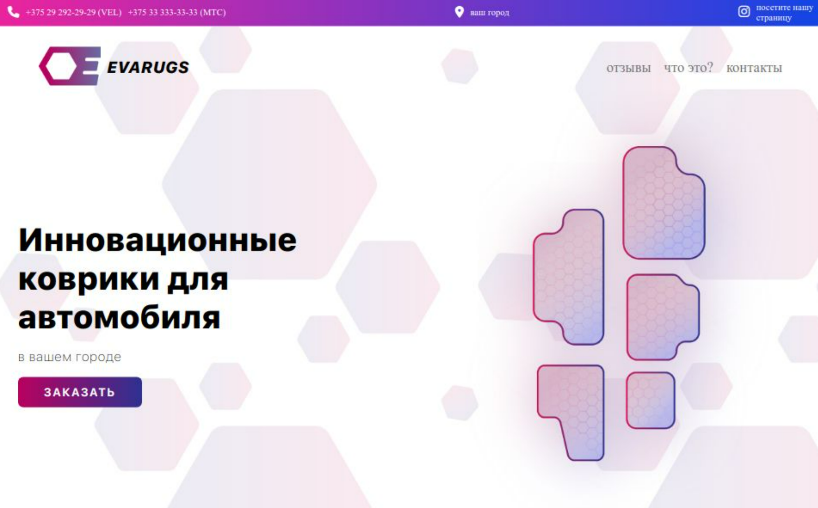 +375 29 292-29-29 (VEL) +375 33 333-33-33 (МТС)
ваш город
посетите нашу
страницу
EVARUGS
отзывы что это? контакты
Инновационные
коврики для
автомобиля
в вашем городе
ЗАКАЗАТЬ